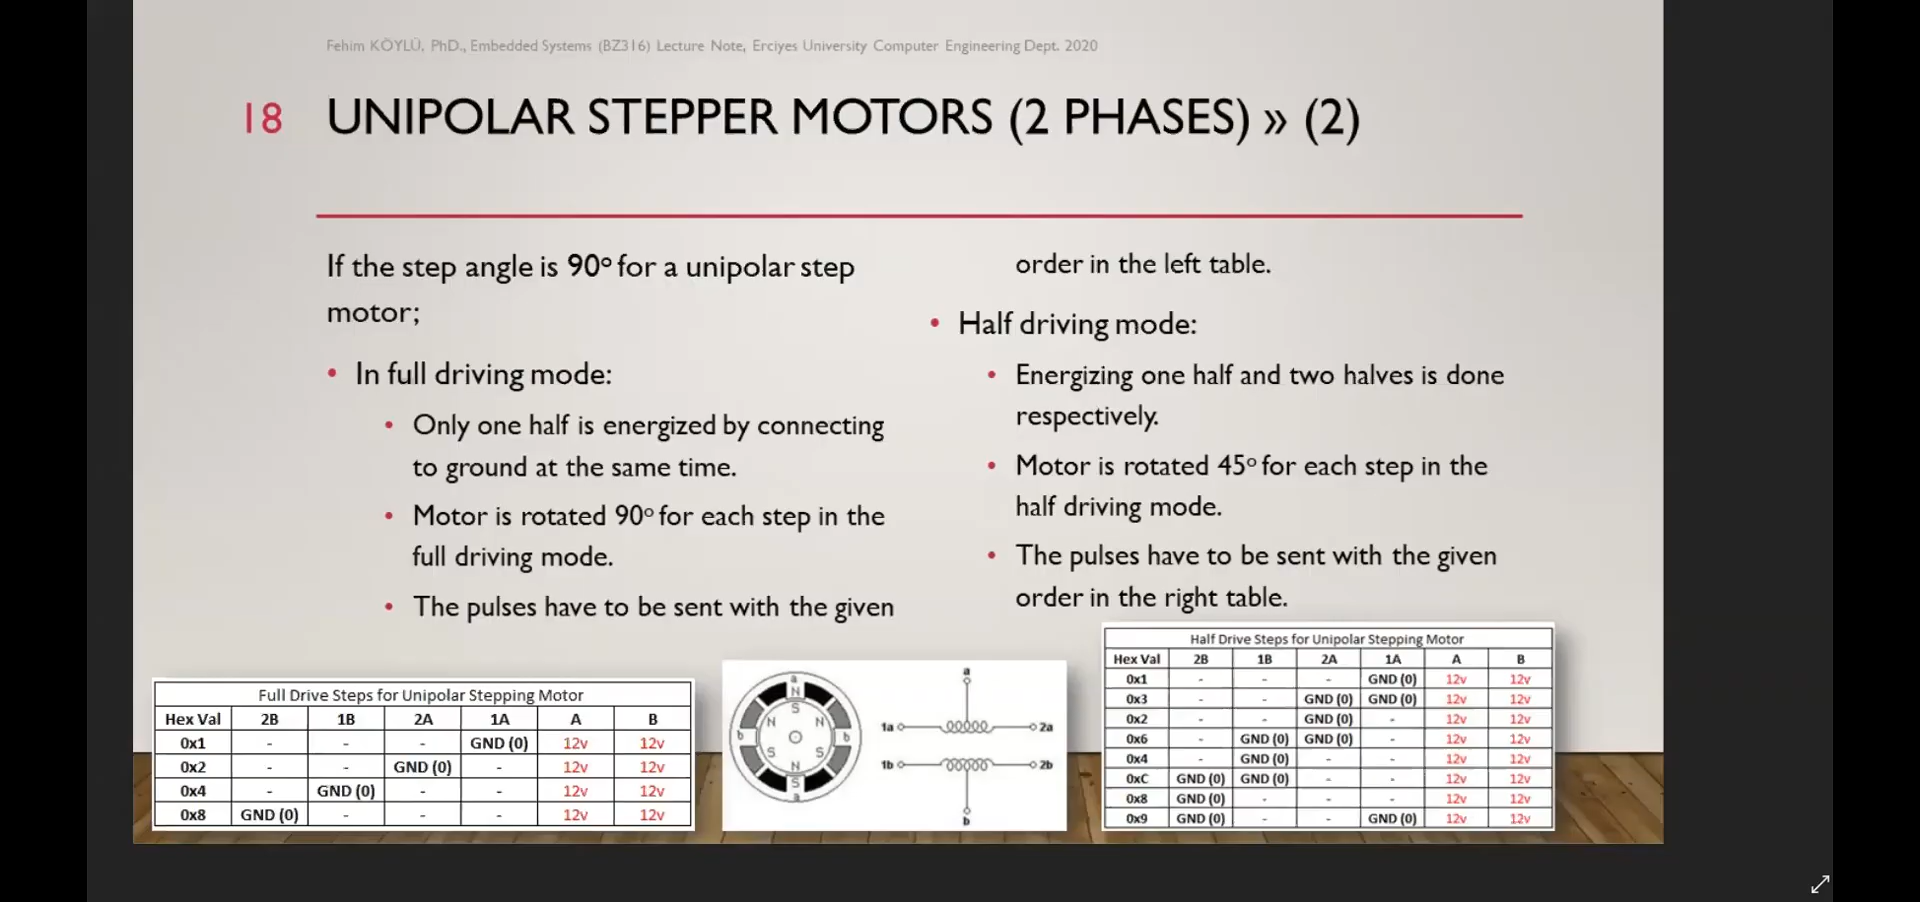 Fehim KÖYLÜ, PhD., Embedded Systems (BZ316) Lecture Note, Erciyes University Computer Engineering Dept. 2020
18 UNIPOLAR STEPPER MOTORS (2 PHASES) » (2)
If the step angle is 90° for a unipolar step
motor;
• In full driving mode:
• Only one half is energized by connecting
to ground at the same time.
• Motor is rotated 90° for each step in the
full driving mode.
• The pulses have to be sent with the given
order in the left table.
• Half driving mode:
• Energizing one half and two halves is done
respectively.
• Motor is rotated 45° for each step in the
half driving mode.
• The pulses have to be sent with the given
order in the right table.
Full Drive Steps for Unipolar Stepping Motor
Hex Val 2B 1B 2A 1A A B
0x1 - - - GND (0) 12v 12v
0x2 - - GND (0) - 12v 12v
0x4 - GND (0) - - 12v 12v
0x8 GND (0) - - - 12v 12v
a
N
S
N N
b b
S S
N
S
a
a
1a 2a
1b 2b
b
Half Drive Steps for Unipolar Stepping Motor
Hex Val 2B 1B 2A 1A A B
0x1 - - - GND (0) 12v 12v
0x3 - - GND (0) GND (0) 12v 12v
0x2 - - GND (0) - 12v 12v
0x6 - GND (0) GND (0) - 12v 12v
0x4 - GND (0) - - 12v 12v
0xC GND (0) GND (0) - - 12v 12v
0x8 GND (0) - - - 12v 12v
0x9 GND (0) - - GND (0) 12v 12v